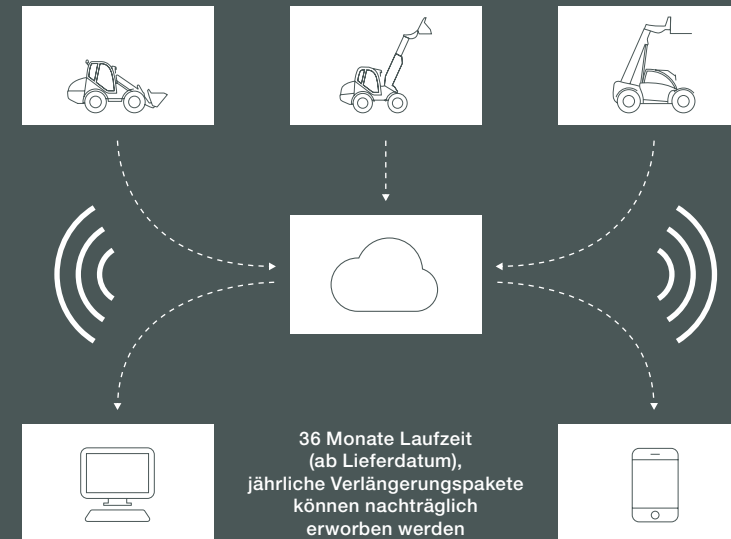 36 Monate Laufzeit
(ab Lieferdatum),
jährliche Verlängerungspakete
können nachträglich
erworben werden